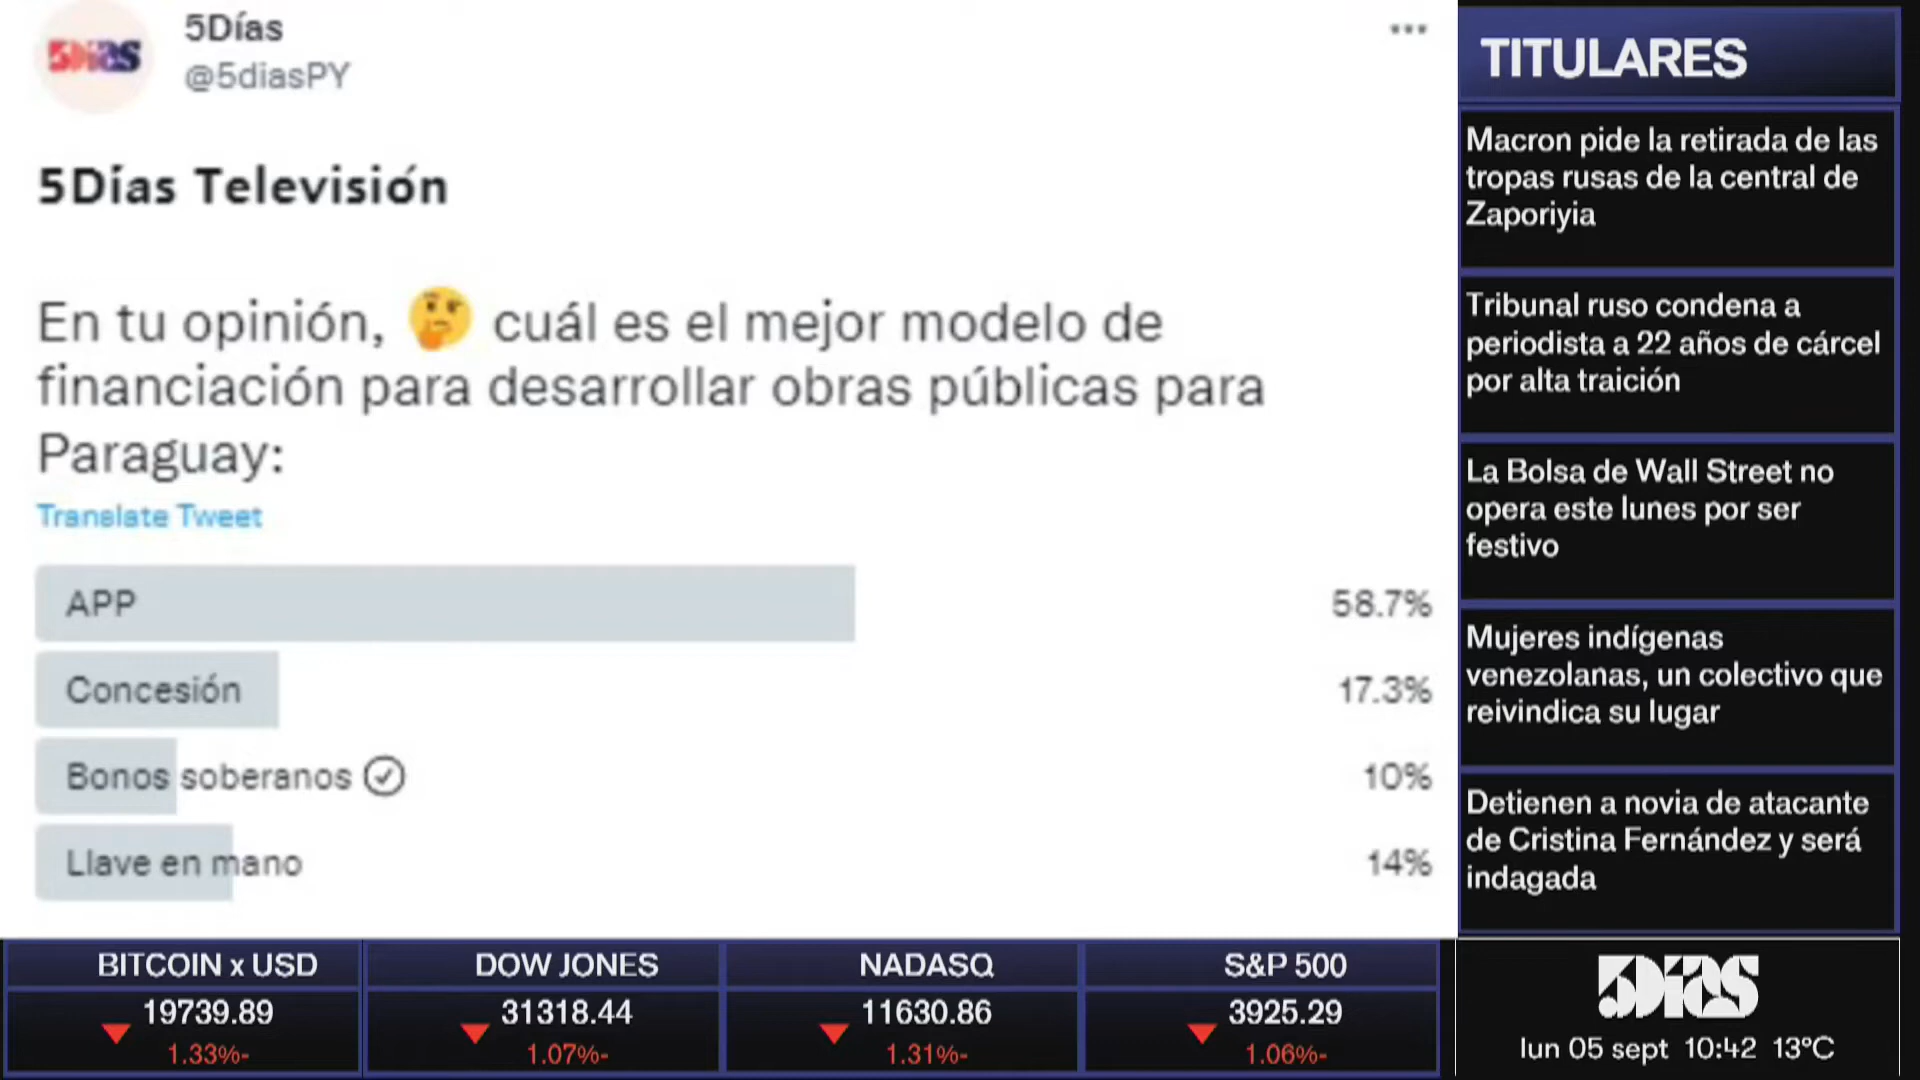 5Días
5Días
@5diasPY
5Días Televisión
En tu opinión, 🤔 cuál es el mejor modelo de
financiación para desarrollar obras públicas para
Paraguay:
Translate Tweet
APP 58.7%
Concesión 17.3%
Bonos soberanos 10%
Llave en mano 14%
TITULARES
Macron pide la retirada de las
tropas rusas de la central de
Zaporiyia
Tribunal ruso condena a
periodista a 22 años de cárcel
por alta traición
La Bolsa de Wall Street no
opera este lunes por ser
festivo
Mujeres indígenas
venezolanas, un colectivo que
reivindica su lugar
Detienen a novia de atacante
de Cristina Fernández y será
indagada
BITCOIN x USD
19739.89
1.33%-
DOW JONES
31318.44
1.07%-
NADASQ
11630.86
1.31%-
S&P 500
3925.29
1.06%-
5Días
lun 05 sept 10:42 13°C